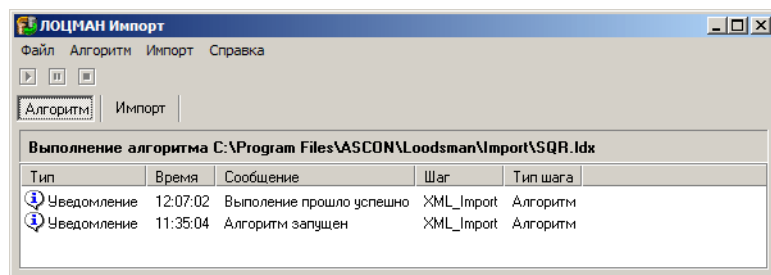 ЛОЦМАН Импорт
Файл Алгоритм Импорт Справка
Алгоритм Импорт
Выполнение алгоритма C:\Program Files\ASCON\Loodsman\Import\SQR.ldx
Тип Время Сообщение Шаг Тип шага
Уведомление 12:07:02 Выполение прошло успешно XML_Import Алгоритм
Уведомление 11:35:04 Алгоритм запущен XML_Import Алгоритм